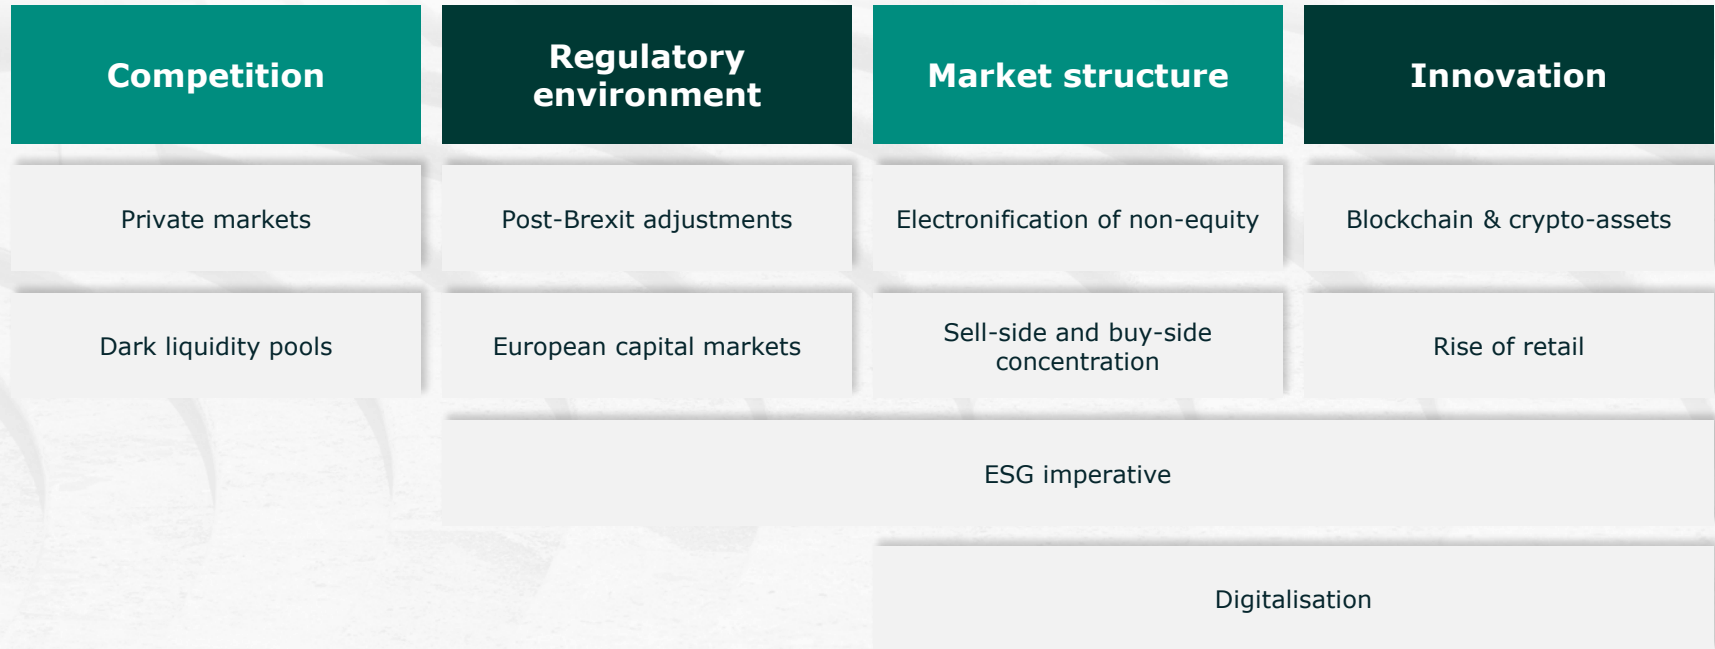 Competition
Regulatory
environment
Market structure
Innovation
Private markets
Post-Brexit adjustments
Electronification of non-equity
Blockchain & crypto-assets
Dark liquidity pools
European capital markets
Sell-side and buy-side
concentration
Rise of retail
ESG imperative
Digitalisation